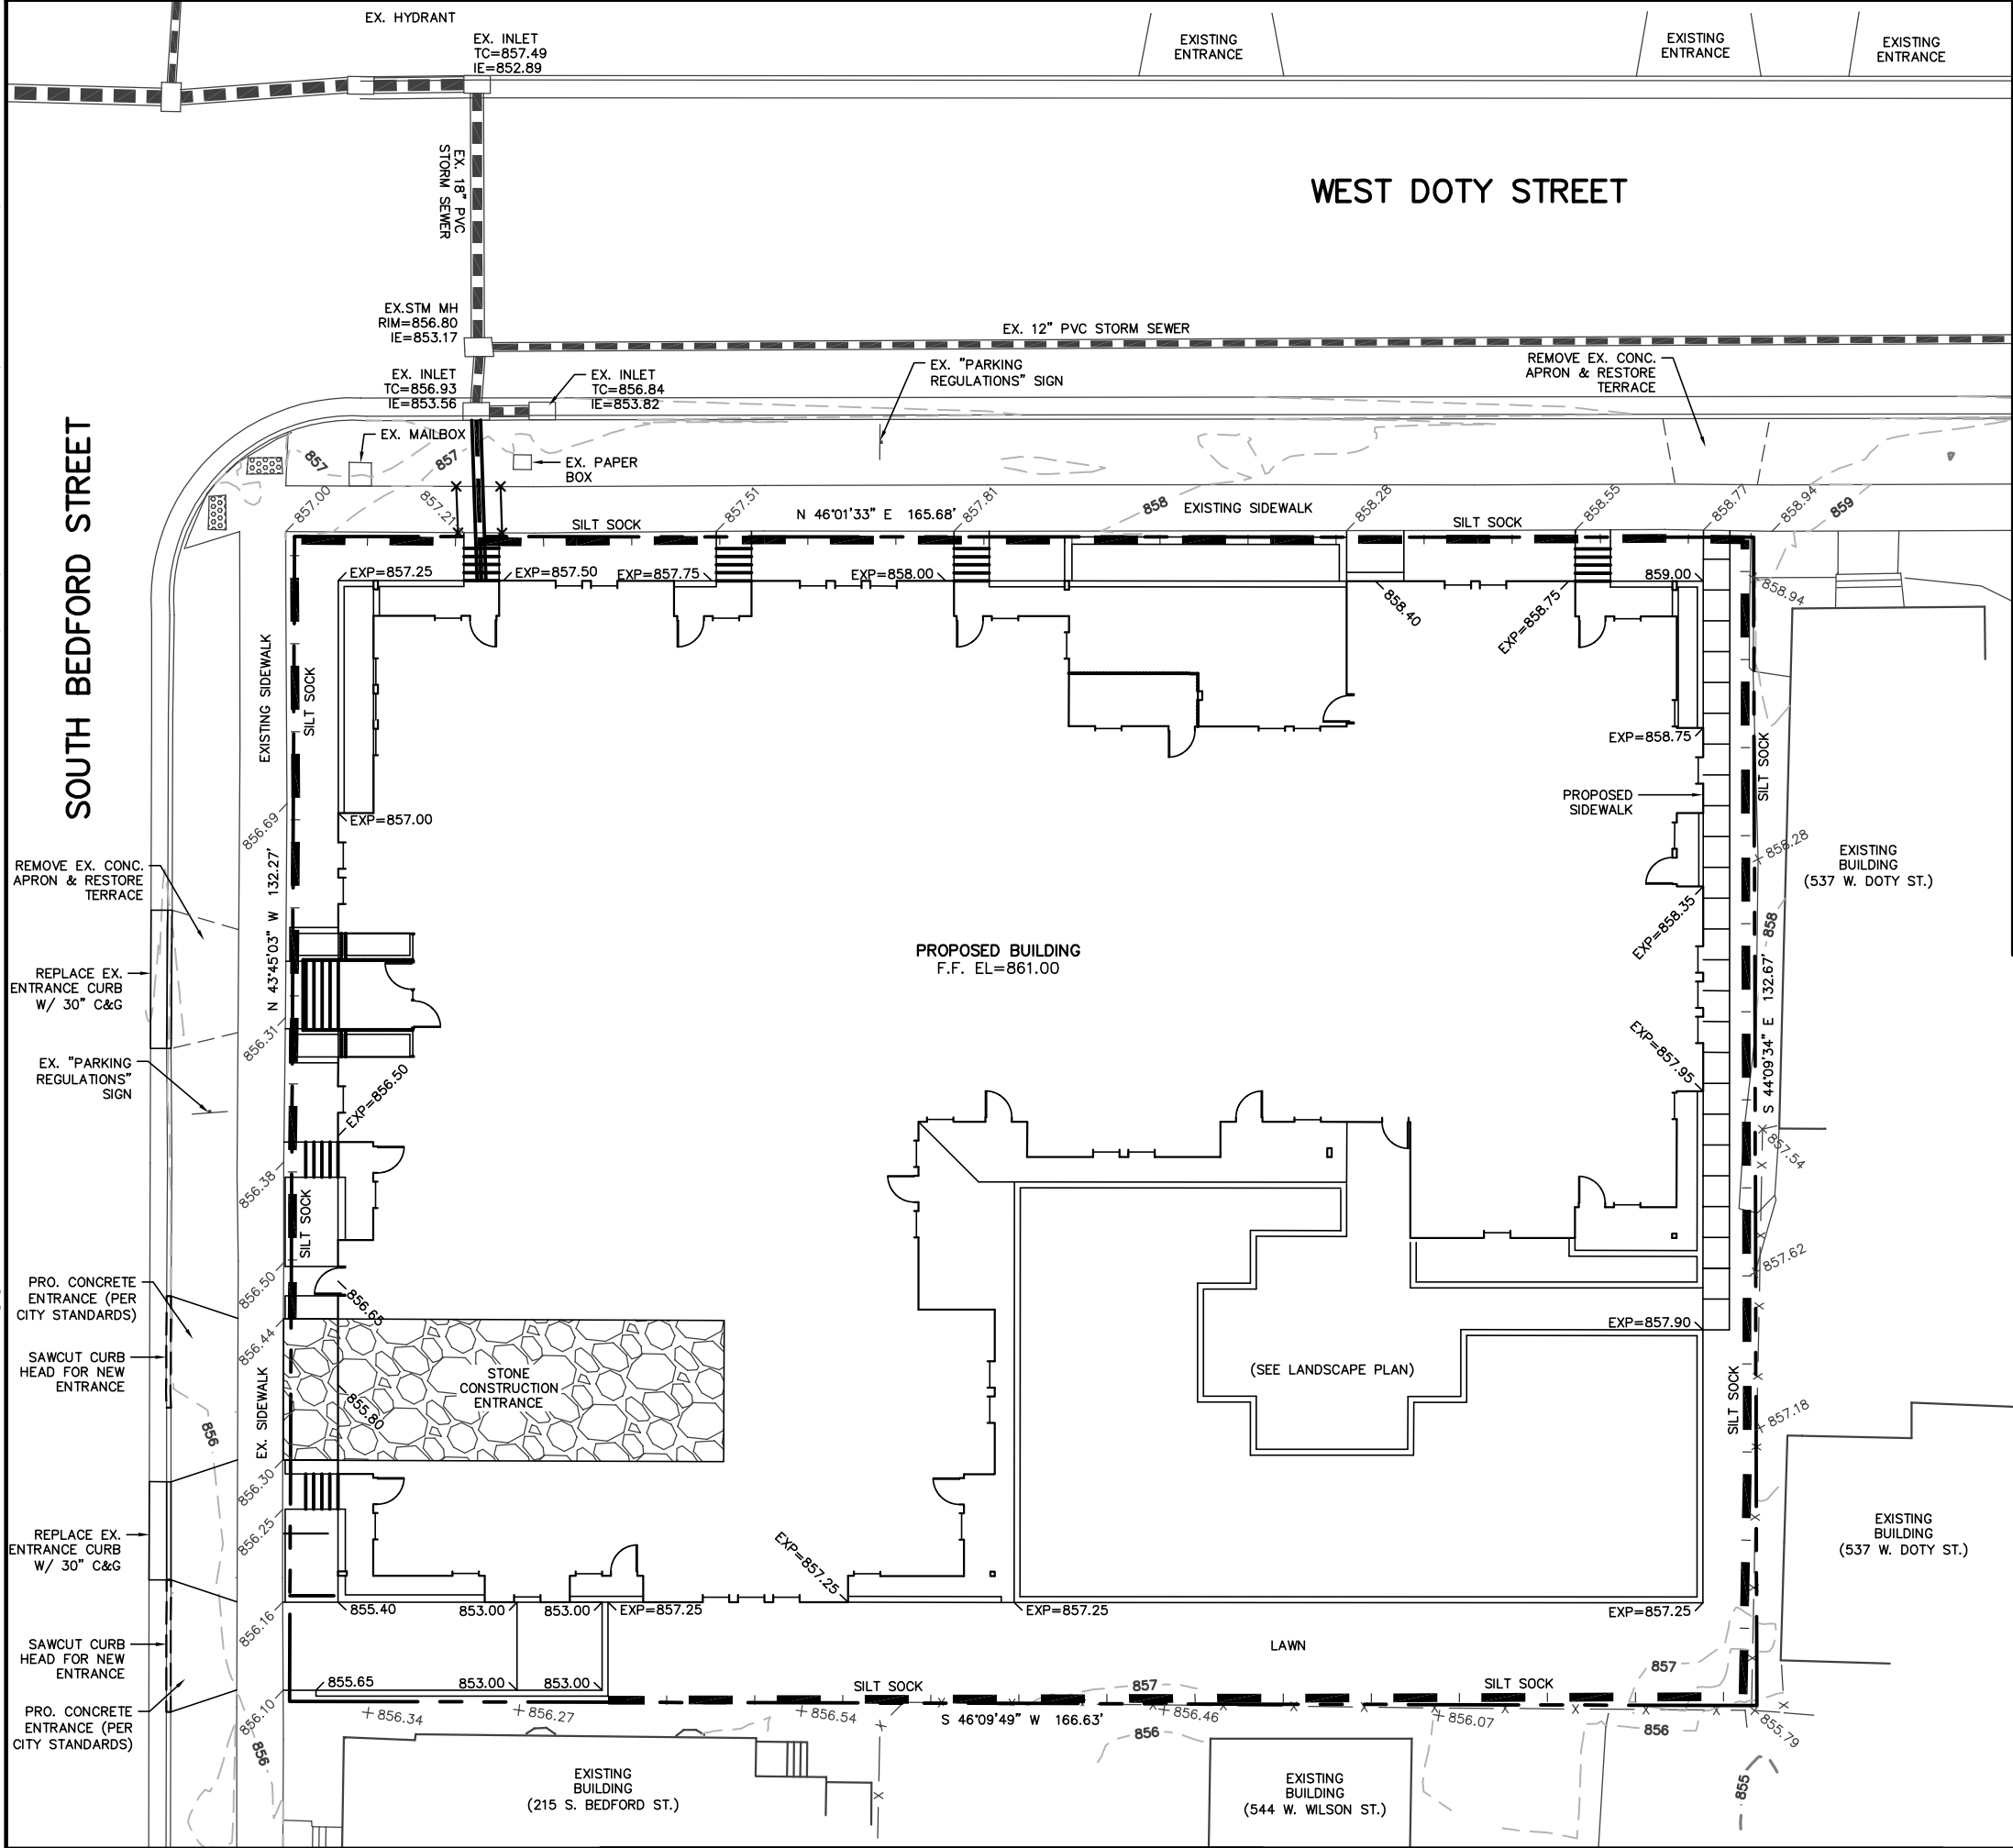 EX. HYDRANT
EX. INLET
TC=857.49
IE=852.89
EXISTING
ENTRANCE
EXISTING
ENTRANCE
EXISTING
ENTRANCE
EX. 18" PVC
STORM SEWER
WEST DOTY STREET
EX.STM MH
RIM=856.80
IE=853.17
EX. 12" PVC STORM SEWER
EX. INLET
TC=856.93
IE=853.56
EX. INLET
TC=856.84
IE=853.82
EX. "PARKING
REGULATIONS" SIGN
REMOVE EX. CONC.
APRON & RESTORE
TERRACE
SOUTH BEDFORD STREET
EX. MAILBOX
EX. PAPER
BOX
857
857
857.00
857.21
857.51
857.81
858
858.28
858.55
858.77
858.94
859
SILT SOCK
N 46°01'33" E 165.68'
EXISTING SIDEWALK
SILT SOCK
EXP=857.25
EXP=857.50
EXP=857.75
EXP=858.00
858.40
EXP=858.75
859.00
858.94
EXISTING SIDEWALK
SILT SOCK
EXP=858.75
SILT SOCK
PROPOSED
SIDEWALK
856.69
EXP=857.00
858.28
EXISTING
BUILDING
(537 W. DOTY ST.)
REMOVE EX. CONC.
APRON & RESTORE
TERRACE
N 43°45'03" W 132.27'
EXP=858.35
858
PROPOSED BUILDING
F.F. EL=861.00
REPLACE EX.
ENTRANCE CURB
W/ 30" C&G
856.31
S 44°09'34" E 132.67'
EXP=857.95
EX. "PARKING
REGULATIONS"
SIGN
EXP=856.50
857.54
856.38
SILT SOCK
857.62
856.50
PRO. CONCRETE
ENTRANCE (PER
CITY STANDARDS)
856.65
EXP=857.90
856.44
SAWCUT CURB
HEAD FOR NEW
ENTRANCE
STONE
CONSTRUCTION
ENTRANCE
855.80
(SEE LANDSCAPE PLAN)
SILT SOCK
857.18
856
EX. SIDEWALK
856.30
856.25
REPLACE EX.
ENTRANCE CURB
W/ 30" C&G
EXISTING
BUILDING
(537 W. DOTY ST.)
EXP=857.25
856.16
855.40
853.00
853.00
EXP=857.25
EXP=857.25
EXP=857.25
SAWCUT CURB
HEAD FOR NEW
ENTRANCE
LAWN
857
855.65
853.00
853.00
SILT SOCK
857
SILT SOCK
PRO. CONCRETE
ENTRANCE (PER
CITY STANDARDS)
856.10
856.34
856.27
856.54
S 46°09'49" W 166.63'
856.46
856.07
856
856
855.79
856
EXISTING
BUILDING
(215 S. BEDFORD ST.)
EXISTING
BUILDING
(544 W. WILSON ST.)
855